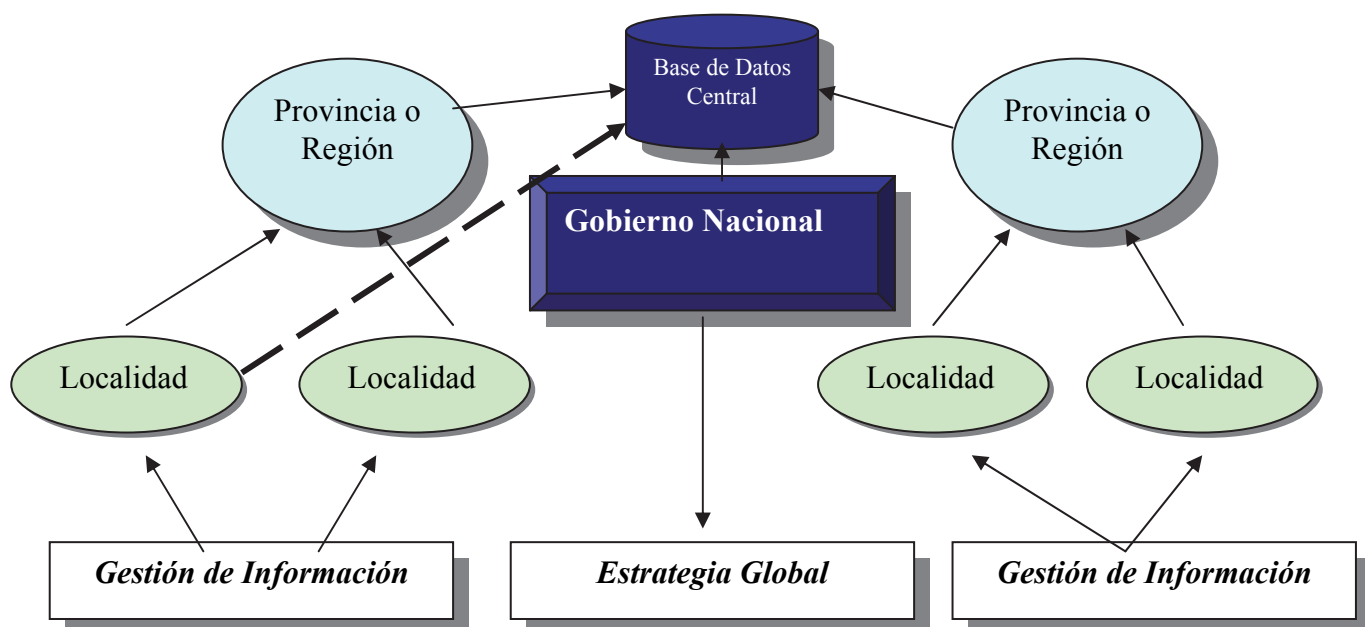 Base de Datos
Central
Provincia o
Región
Provincia o
Región
Gobierno Nacional
Localidad
Localidad
Localidad
Localidad
Gestión de Información
Estrategia Global
Gestión de Información